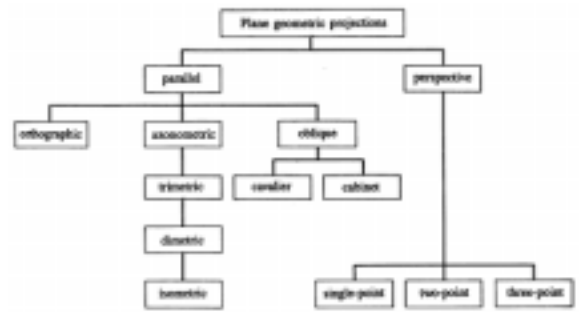 Plane geometric projections
parallel
perspective
orthographic
axonometric
oblique
trimetric
cavalier
cabinet
dimetric
isometric
single-point
two-point
three-point